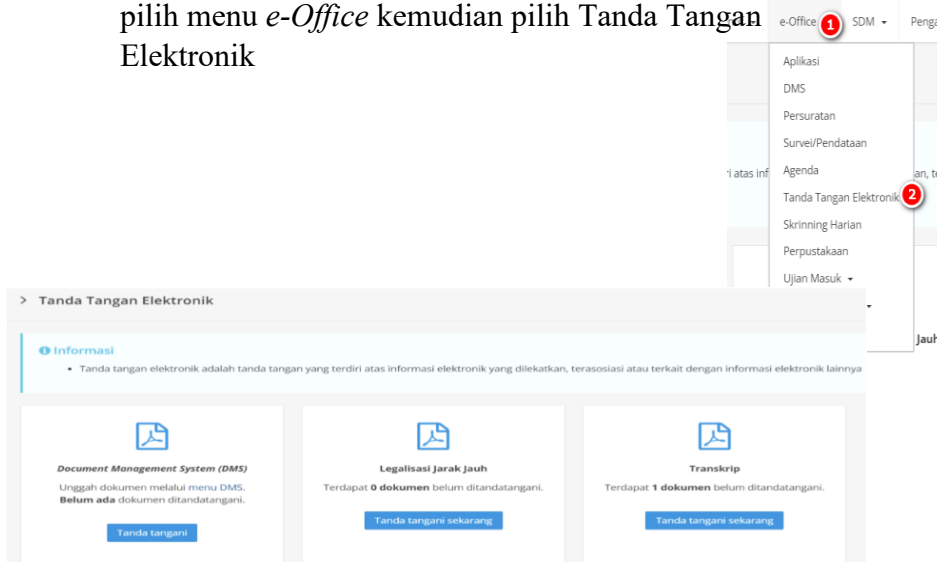 pilih menu e-Office kemudian pilih Tanda Tangan
Elektronik
e-Office 1 SDM
Aplikasi
DMS
Persuratan
Survei/Pendataan
Agenda
Tanda Tangan Elektronik 2
Skrinning Harian
Perpustakaan
Ujian Masuk
> Tanda Tangan Elektronik
Informasi
• Tanda tangan elektronik adalah tanda tangan yang terdiri atas informasi elektronik yang dilekatkan, terasosiasi atau terkait dengan informasi elektronik lainnya
Document Management System (DMS)
Unggah dokumen melalui menu DMS.
Belum ada dokumen ditandatangani.
Tanda tangani
Legalisasi Jarak Jauh
Terdapat 0 dokumen belum ditandatangani.
Tanda tangani sekarang
Transkrip
Terdapat 1 dokumen belum ditandatangani.
Tanda tangani sekarang